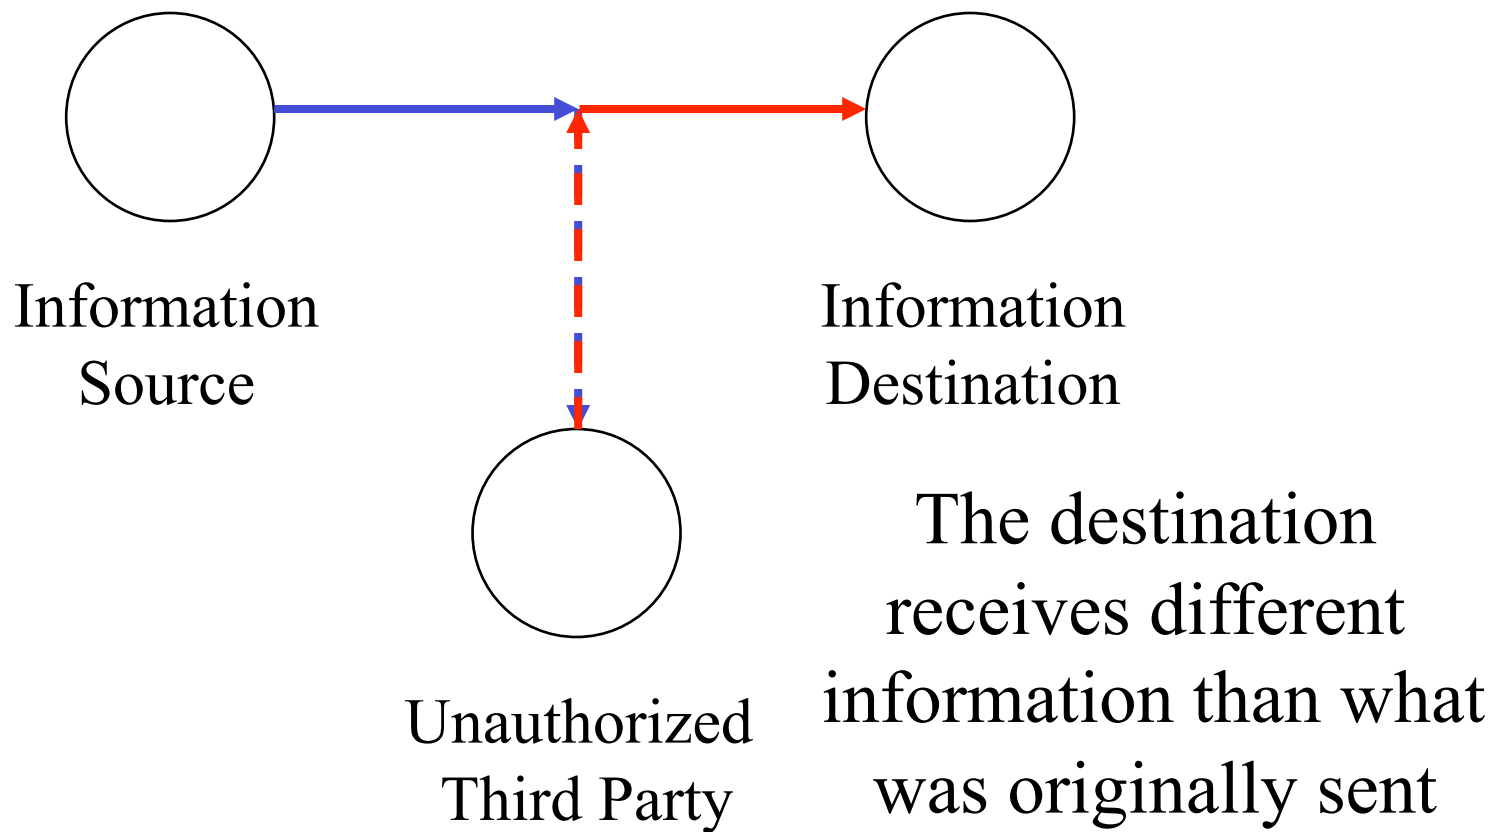 Information
Source
Information
Destination
Unauthorized
Third Party
The destination
receives different
information than what
was originally sent